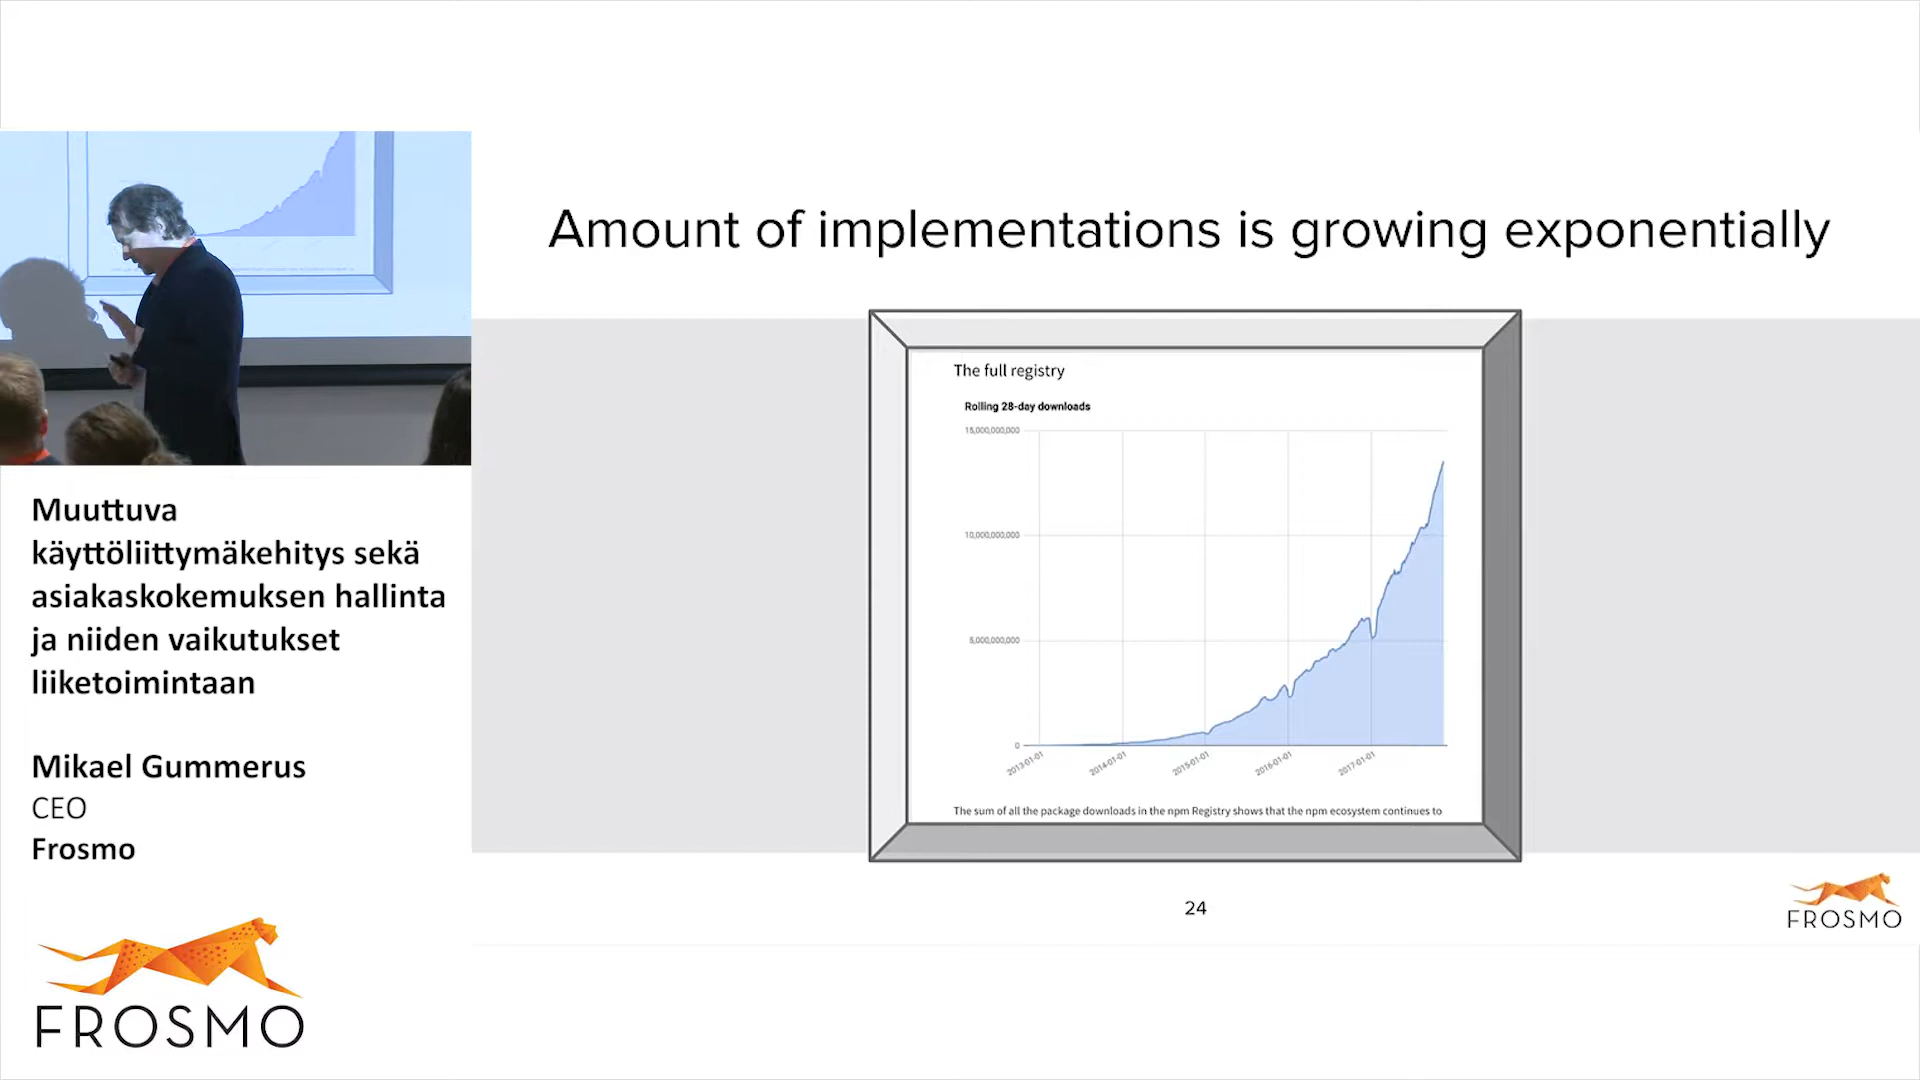 Amount of implementations is growing exponentially
The full registry
Rolling 28-day downloads
15,000,000,000
10,000,000,000
5,000,000,000
0
2013-01-01
2014-01-01
2015-01-01
2016-01-01
2017-01-01
The sum of all the package downloads in the npm Registry shows that the npm ecosystem continues to
24
FROSMO
Muuttuva
käyttöliittymäkehitys sekä
asiakaskokemuksen hallinta
ja niiden vaikutukset
liiketoimintaan
Mikael Gummerus
CEO
Frosmo
FROSMO